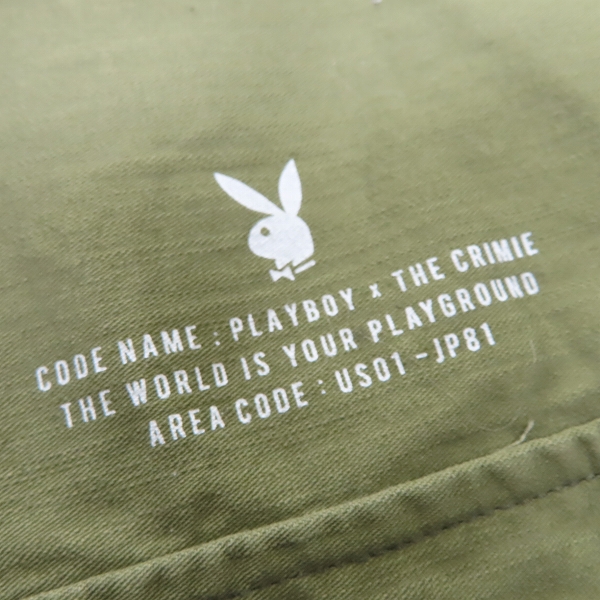 CODE NAME : PLAYBOY x THE CRIMIE
THE WORLD IS YOUR PLAYGROUND
AREA CODE : US01 -JP81